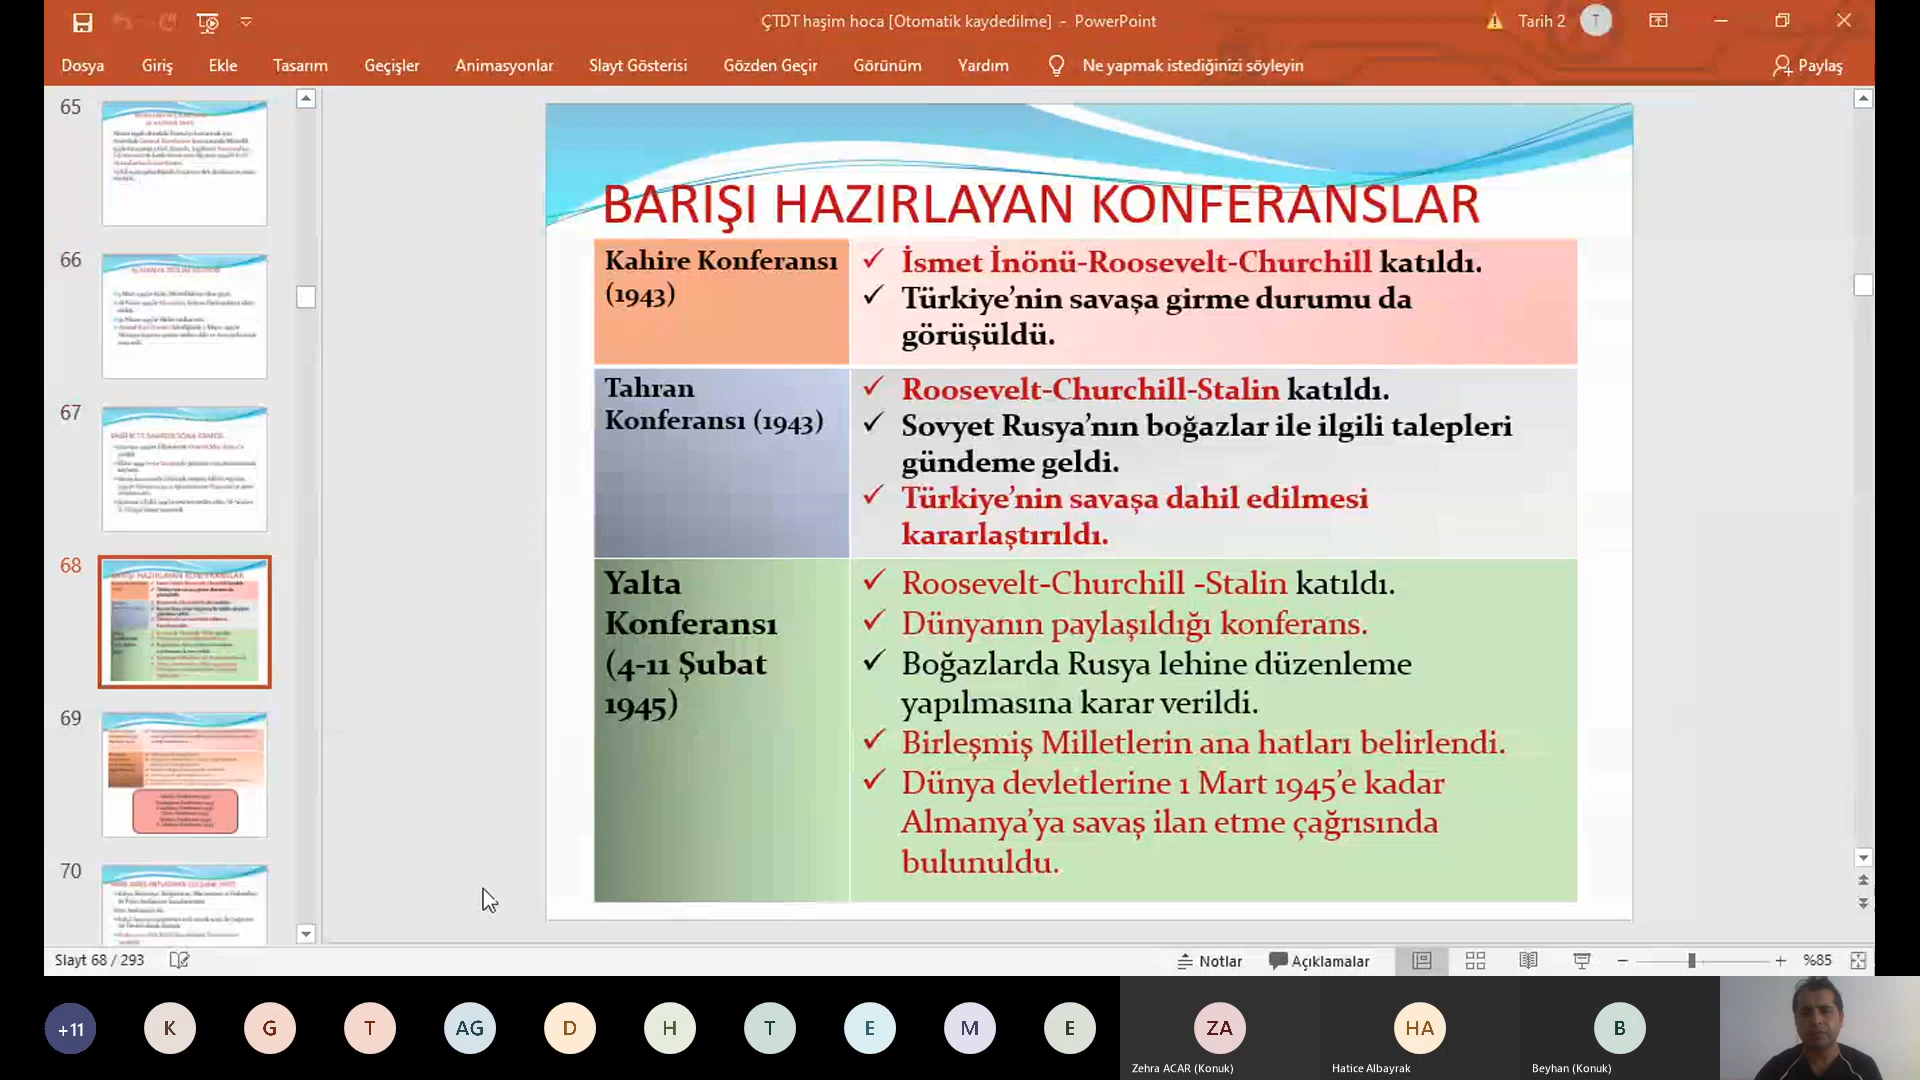 ÇTDT haşim hoca [Otomatik kaydedilme] - PowerPoint
Tarih 2
T
Dosya Giriş Ekle Tasarım Geçişler Animasyonlar Slayt Gösterisi Gözden Geçir Görünüm Yardım Ne yapmak istediğinizi söyleyin Paylaş
65
66
67
68
69
70
BARIŞI HAZIRLAYAN KONFERANSLAR
Kahire Konferansı
(1943)
İsmet İnönü-Roosevelt-Churchill katıldı.
Türkiye’nin savaşa girme durumu da
görüşüldü.
Tahran
Konferansı (1943)
Roosevelt-Churchill-Stalin katıldı.
Sovyet Rusya’nın boğazlar ile ilgili talepleri
gündeme geldi.
Türkiye’nin savaşa dahil edilmesi
kararlaştırıldı.
Yalta
Konferansı
(4-11 Şubat
1945)
Roosevelt-Churchill -Stalin katıldı.
Dünyanın paylaşıldığı konferans.
Boğazlarda Rusya lehine düzenleme
yapılmasına karar verildi.
Birleşmiş Milletlerin ana hatları belirlendi.
Dünya devletlerine 1 Mart 1945’e kadar
Almanya’ya savaş ilan etme çağrısında
bulunuldu.
Slayt 68 / 293
Notlar Açıklamalar %85
+11 K G T AG D H T E M E ZA HA B
Zehra ACAR (Konuk) Hatice Albayrak Beyhan (Konuk)